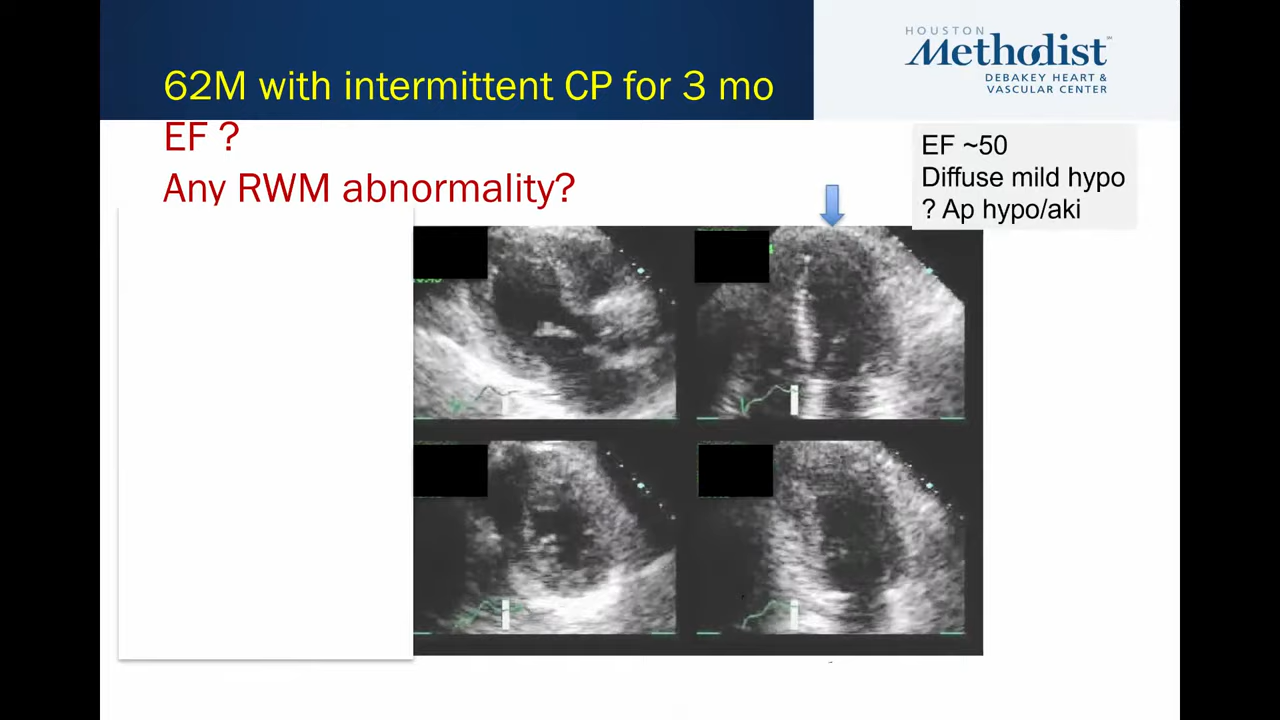 HOUSTON
Methodist
DEBAKEY HEART &
VASCULAR CENTER
62M with intermittent CP for 3 mo
EF ?
Any RWM abnormality?
EF ~50
Diffuse mild hypo
? Ap hypo/aki